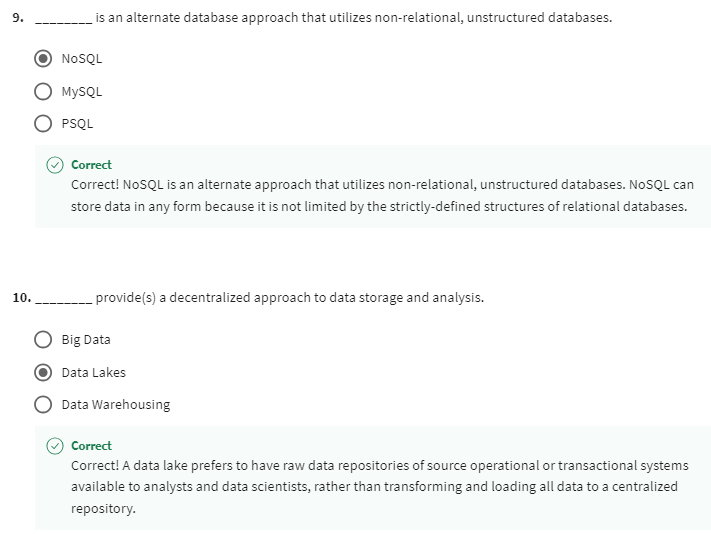 9. ________ is an alternate database approach that utilizes non-relational, unstructured databases.
NoSQL
MySQL
PSQL
Correct
Correct! NoSQL is an alternate approach that utilizes non-relational, unstructured databases. NoSQL can
store data in any form because it is not limited by the strictly-defined structures of relational databases.
10. ________ provide(s) a decentralized approach to data storage and analysis.
Big Data
Data Lakes
Data Warehousing
Correct
Correct! A data lake prefers to have raw data repositories of source operational or transactional systems
available to analysts and data scientists, rather than transforming and loading all data to a centralized
repository.